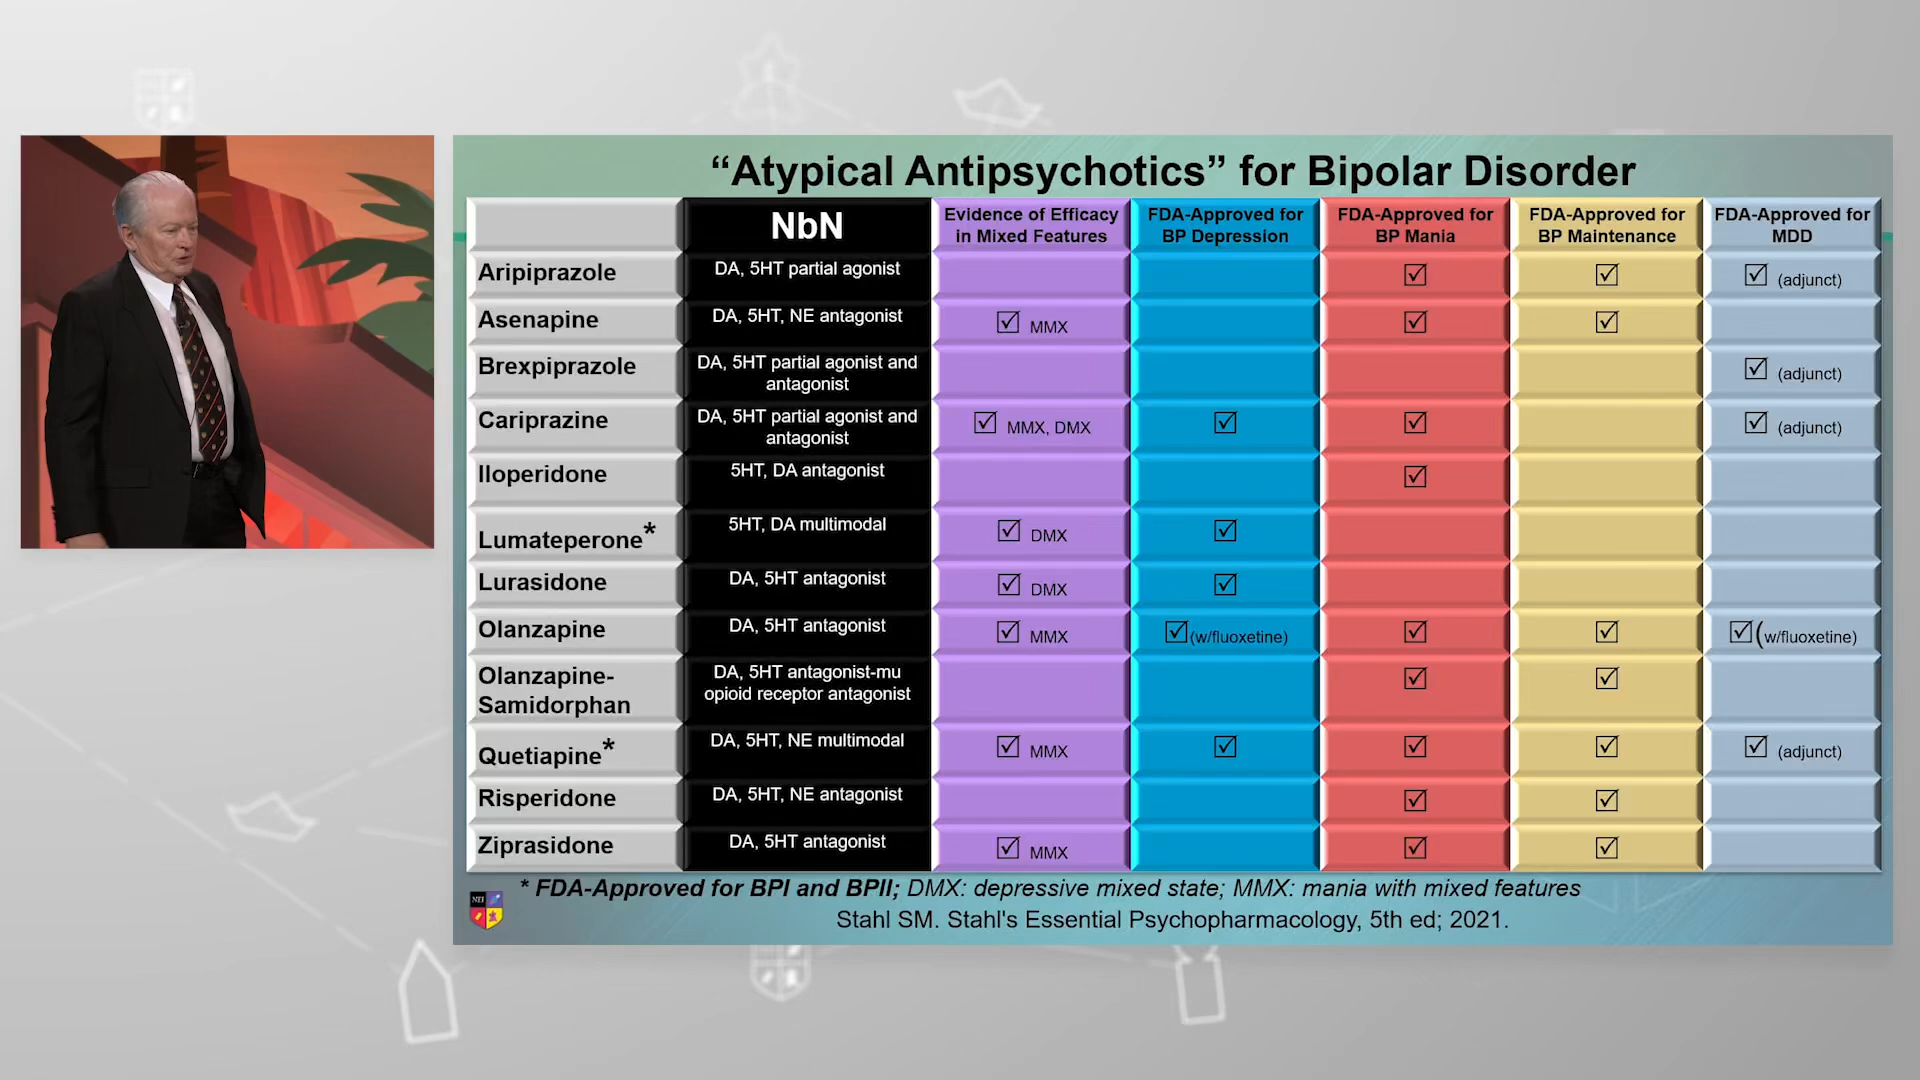 “Atypical Antipsychotics” for Bipolar Disorder
NbN
Evidence of Efficacy
in Mixed Features
FDA-Approved for
BP Depression
FDA-Approved for
BP Mania
FDA-Approved for
BP Maintenance
FDA-Approved for
MDD
Aripiprazole
DA, 5HT partial agonist
☑
☑
☑ (adjunct)
Asenapine
DA, 5HT, NE antagonist
☑ MMX
☑
☑
Brexpiprazole
DA, 5HT partial agonist and
antagonist
☑ (adjunct)
Cariprazine
DA, 5HT partial agonist and
antagonist
☑ MMX, DMX
☑
☑
☑ (adjunct)
Iloperidone
5HT, DA antagonist
☑
Lumateperone*
5HT, DA multimodal
☑ DMX
☑
Lurasidone
DA, 5HT antagonist
☑ DMX
☑
Olanzapine
DA, 5HT antagonist
☑ MMX
☑(w/fluoxetine)
☑
☑
☑(w/fluoxetine)
Olanzapine-
Samidorphan
DA, 5HT antagonist-mu
opioid receptor antagonist
☑
☑
Quetiapine*
DA, 5HT, NE multimodal
☑ MMX
☑
☑
☑
☑ (adjunct)
Risperidone
DA, 5HT, NE antagonist
☑
☑
Ziprasidone
DA, 5HT antagonist
☑ MMX
☑
☑
* FDA-Approved for BPI and BPII; DMX: depressive mixed state; MMX: mania with mixed features
NEI
Stahl SM. Stahl's Essential Psychopharmacology, 5th ed; 2021.